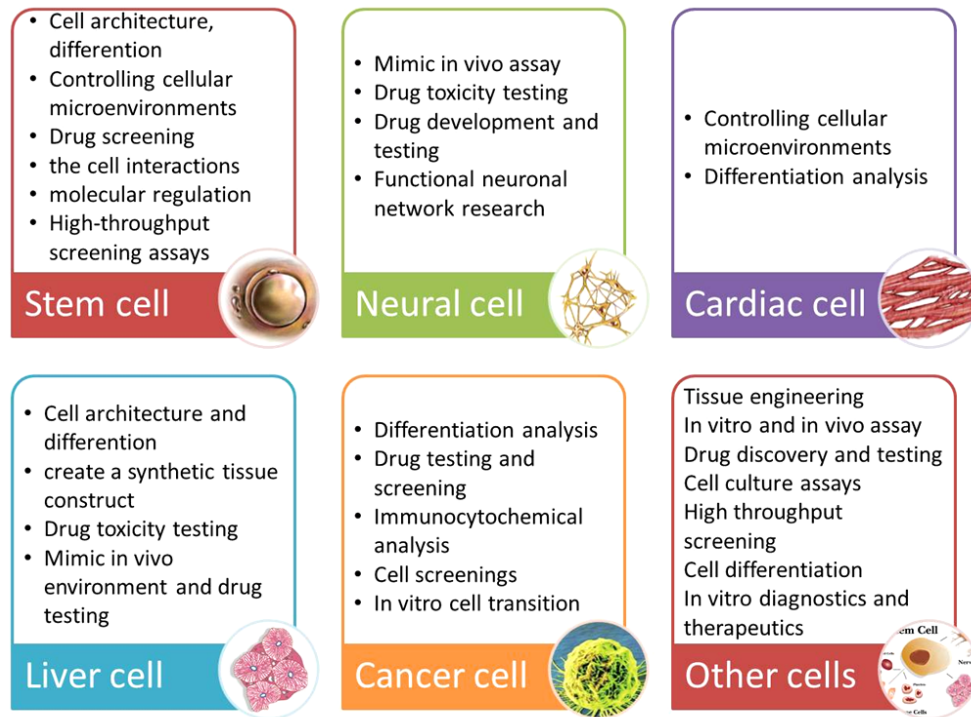 • Cell architecture,
differention
• Controlling cellular
microenvironments
• Drug screening
• the cell interactions
• molecular regulation
• High-throughput
screening assays
Stem cell
• Mimic in vivo assay
• Drug toxicity testing
• Drug development and
testing
• Functional neuronal
network research
Neural cell
• Controlling cellular
microenvironments
• Differentiation analysis
Cardiac cell
• Cell architecture and
differention
• create a synthetic tissue
construct
• Drug toxicity testing
• Mimic in vivo
environment and drug
testing
Liver cell
• Differentiation analysis
• Drug testing and
screening
• Immunocytochemical
analysis
• Cell screenings
• In vitro cell transition
Cancer cell
Tissue engineering
In vitro and in vivo assay
Drug discovery and testing
Cell culture assays
High throughput
screening
Cell differentiation
In vitro diagnostics and
therapeutics
Other cells
Cell
Cells